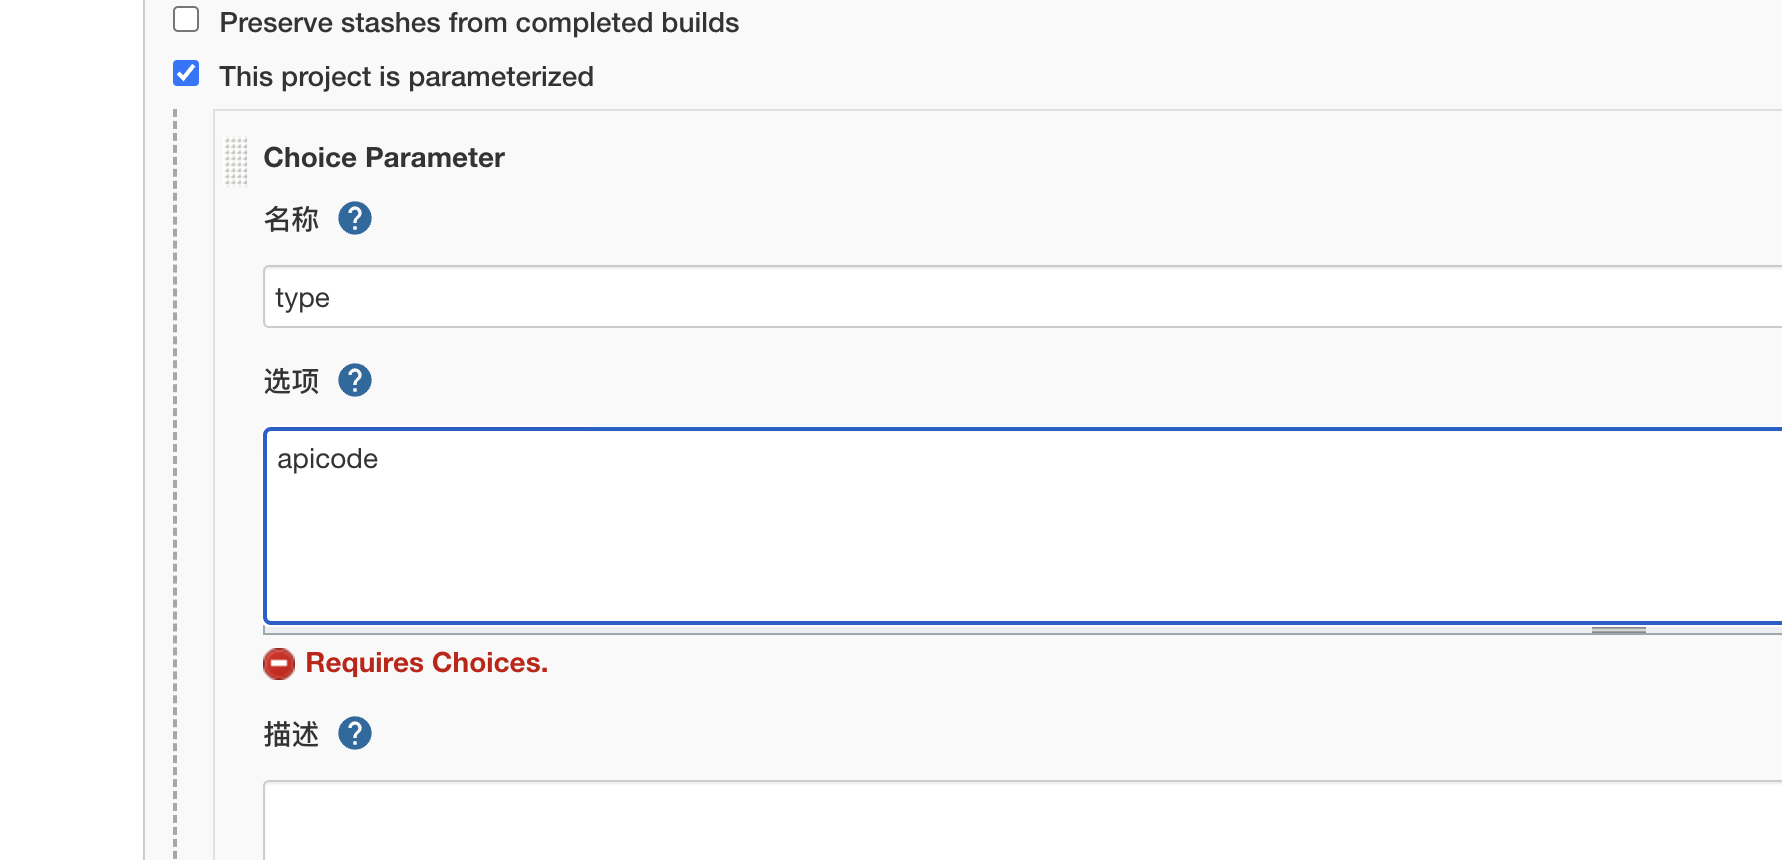 Preserve stashes from completed builds
This project is parameterized
Choice Parameter
名称 ?
type
选项 ?
apicode
Requires Choices.
描述 ?